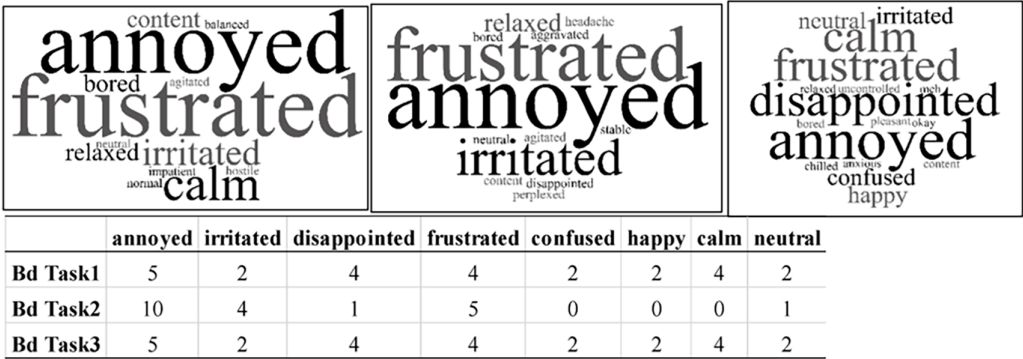 content balanced
annoyed
bored agitated
frustrated
neutral
relaxed irritated
impatient hostile
normal calm
relaxed headache
bored aggravated
frustrated
annoyed
stable
neutral agitated
irritated
content disappointed
perplexed
neutral irritated
calm
frustrated
relaxed uncontrolled meh
disappointed
bored pleasant okay
annoyed
chilled anxious content
confused
happy
annoyed irritated disappointed frustrated confused happy calm neutral
Bd Task1 5 2 4 4 2 2 4 2
Bd Task2 10 4 1 5 0 0 0 1
Bd Task3 5 2 4 4 2 2 4 2